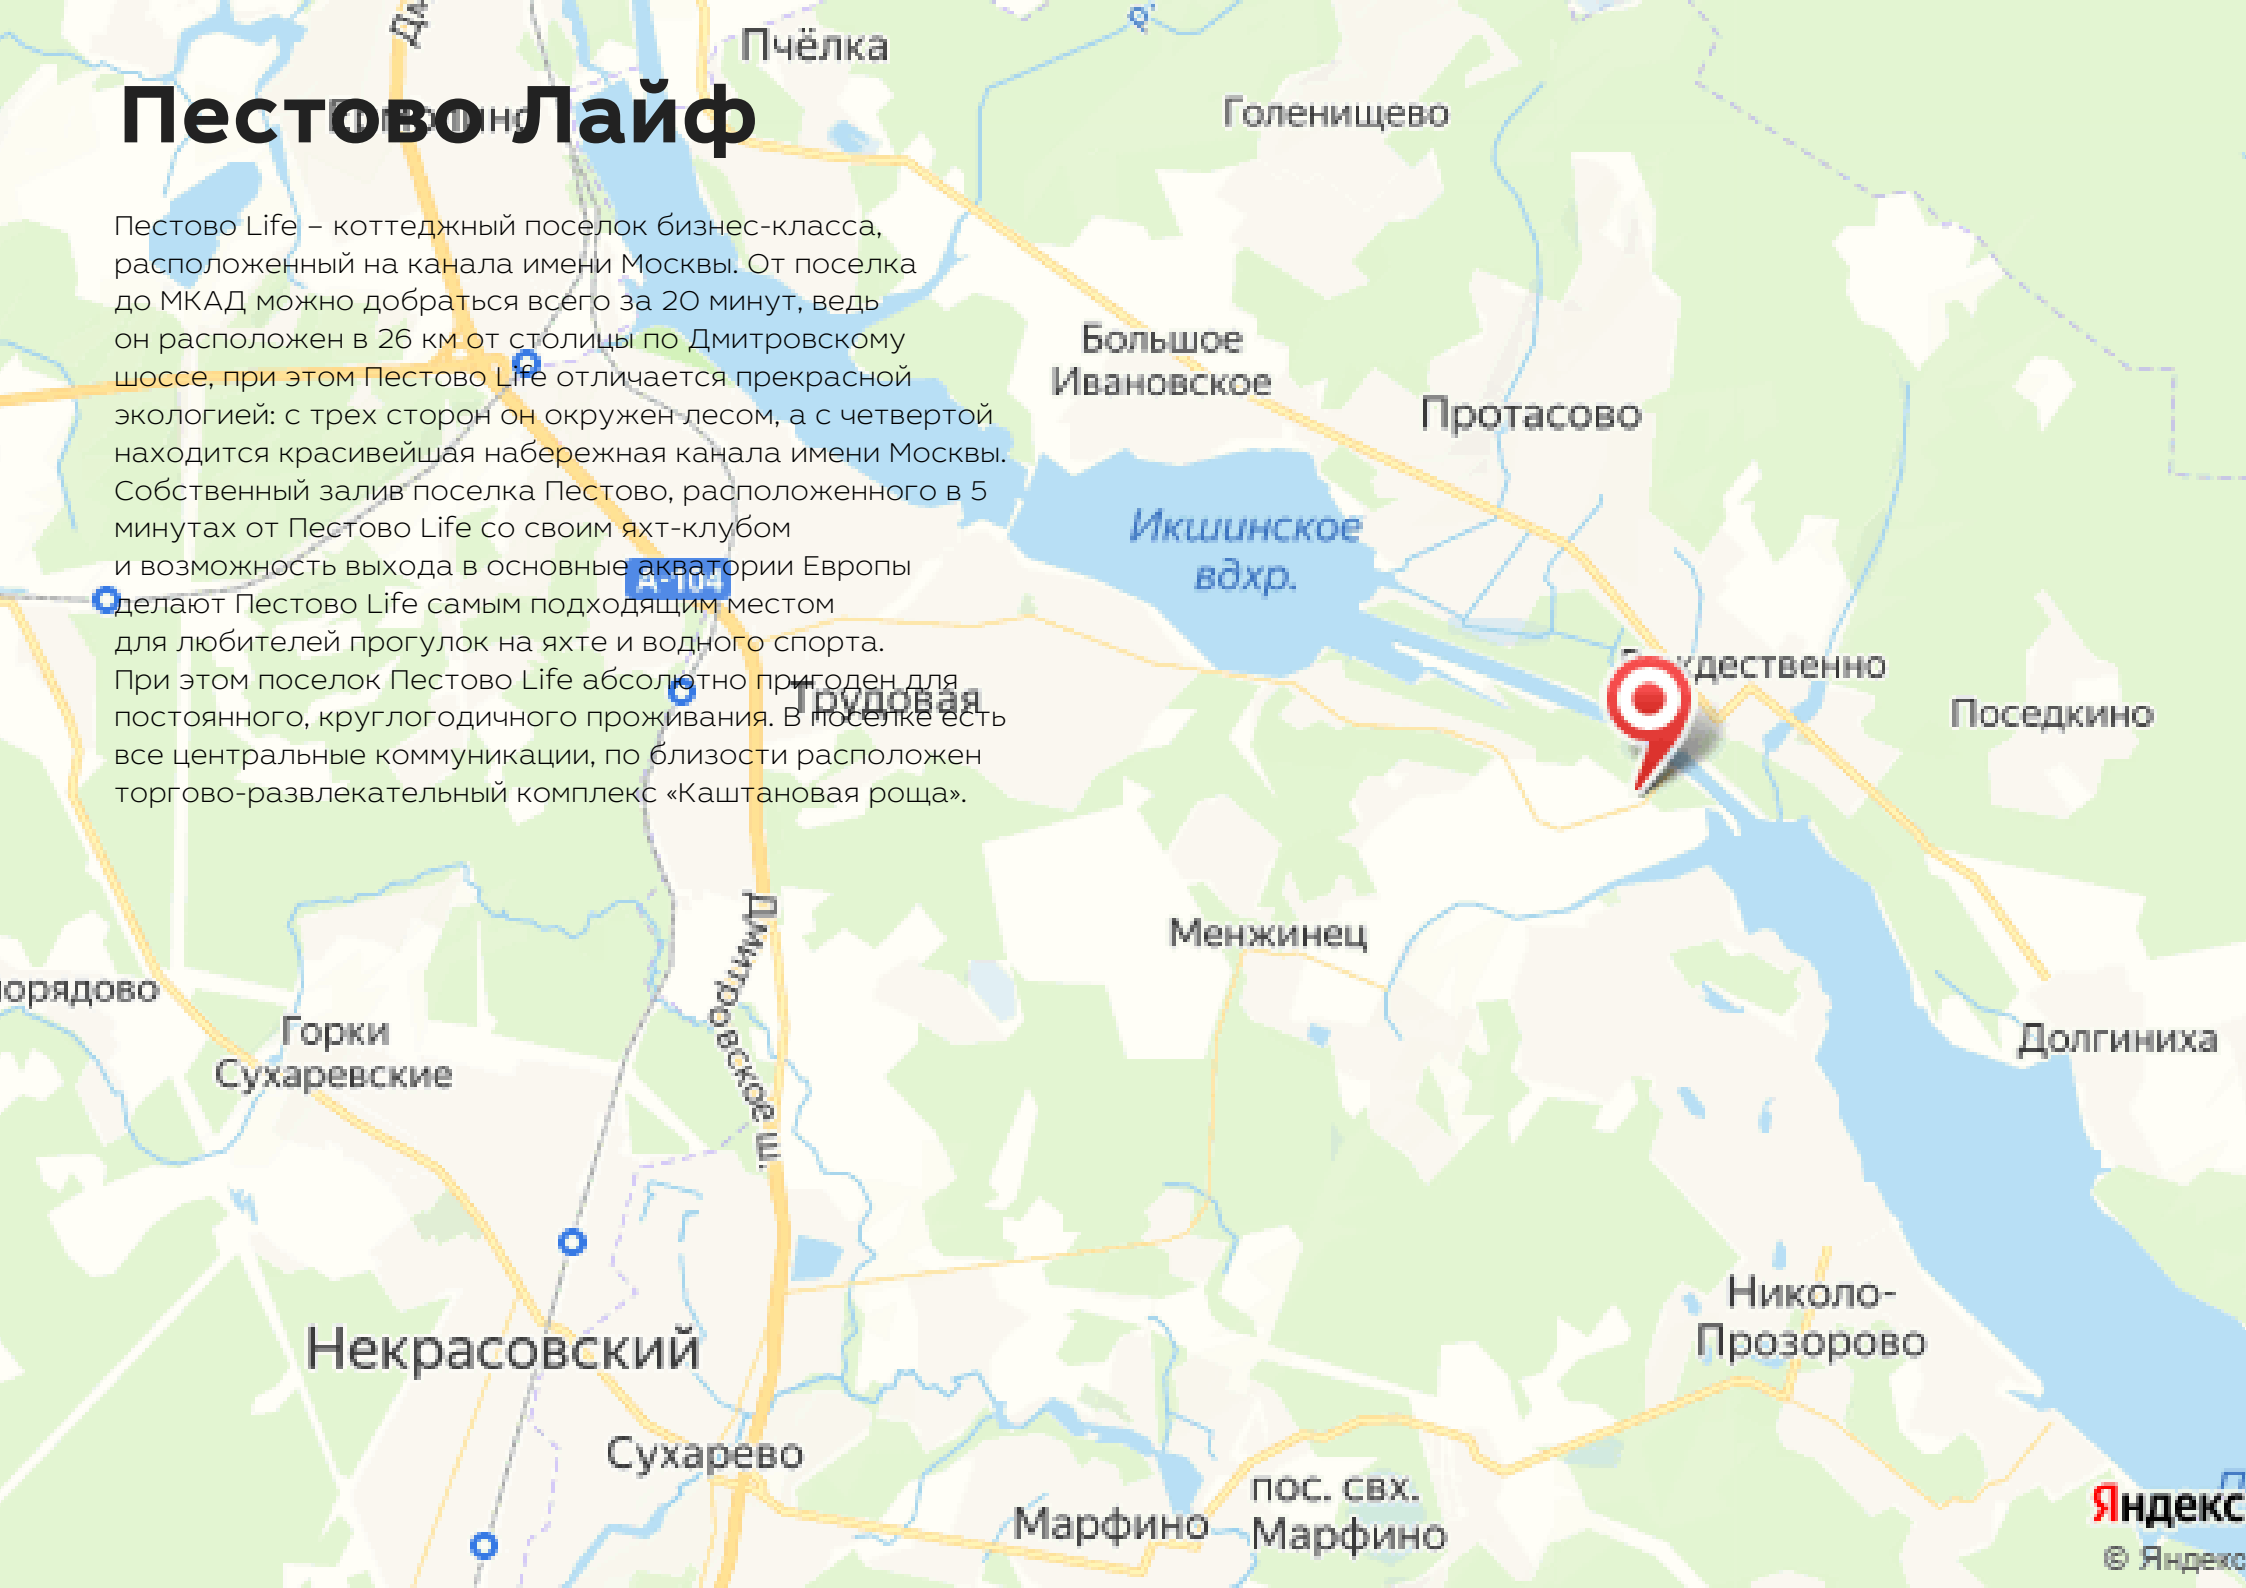 Пестово Лайф
Пестово Life – коттеджный поселок бизнес-класса,
расположенный на канала имени Москвы. От поселка
до МКАД можно добраться всего за 20 минут, ведь
он расположен в 26 км от столицы по Дмитровскому
шоссе, при этом Пестово Life отличается прекрасной
экологией: с трех сторон он окружен лесом, а с четвертой
находится красивейшая набережная канала имени Москвы.
Собственный залив поселка Пестово, расположенного в 5
минутах от Пестово Life со своим яхт-клубом
и возможность выхода в основные акватории Европы
делают Пестово Life самым подходящим местом
для любителей прогулок на яхте и водного спорта.
При этом поселок Пестово Life абсолютно пригоден для
постоянного, круглогодичного проживания. В поселке есть
все центральные коммуникации, по близости расположен
торгово-развлекательный комплекс «Каштановая роща».
Пчёлка
р.
Голенищево
Большое
Ивановское
Протасово
Икшинское
вдхр.
А-104
Трудовая
ждественно
Поседкино
Менжинец
Дмитровское ш.
орядово
Горки
Сухаревские
Долгиниха
Николо-
Прозорово
Некрасовский
Сухарево
Марфино
пос. свх.
Марфино
Яндекс
© Яндекс